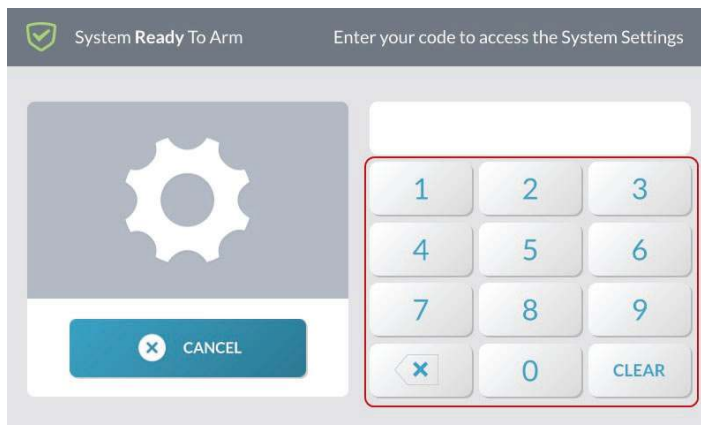 System Ready To Arm
Enter your code to access the System Settings
1 2 3
4 5 6
7 8 9
0 CLEAR
CANCEL